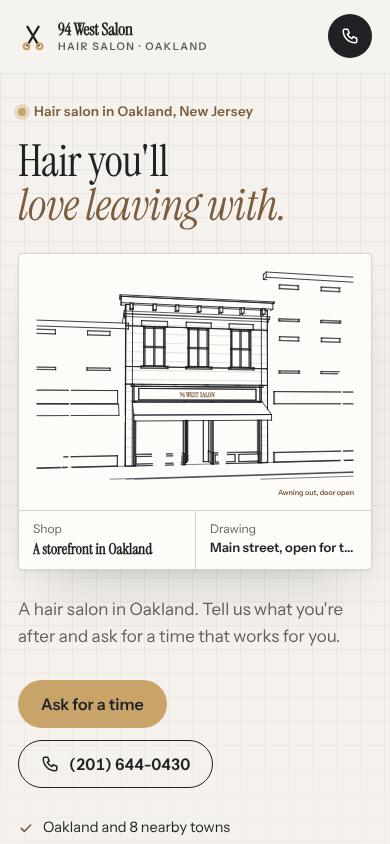 94 West Salon
HAIR SALON · OAKLAND
Hair salon in Oakland, New Jersey
Hair you'll
love leaving with.
94 WEST SALON
Awning out, door open
Shop
A storefront in Oakland
Drawing
Main street, open for t...
A hair salon in Oakland. Tell us what you're
after and ask for a time that works for you.
Ask for a time
(201) 644-0430
Oakland and 8 nearby towns